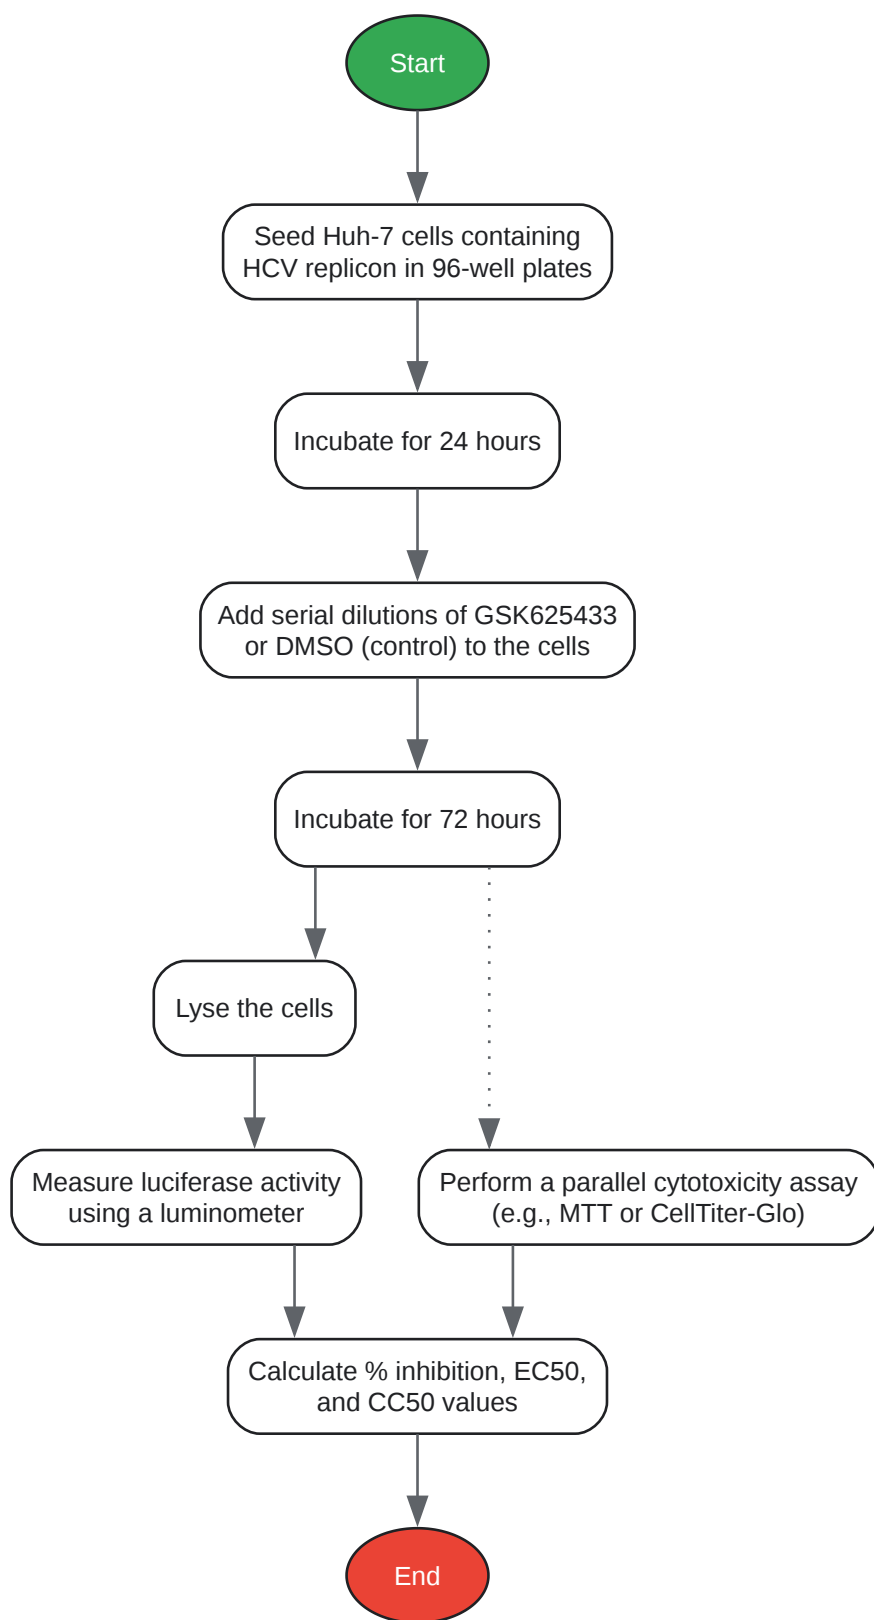 Start
Seed Huh-7 cells containing
HCV replicon in 96-well plates
Incubate for 24 hours
Add serial dilutions of GSK625433
or DMSO (control) to the cells
Incubate for 72 hours
Lyse the cells
Measure luciferase activity
using a luminometer
Perform a parallel cytotoxicity assay
(e.g., MTT or CellTiter-Glo)
Calculate % inhibition, EC50,
and CC50 values
End